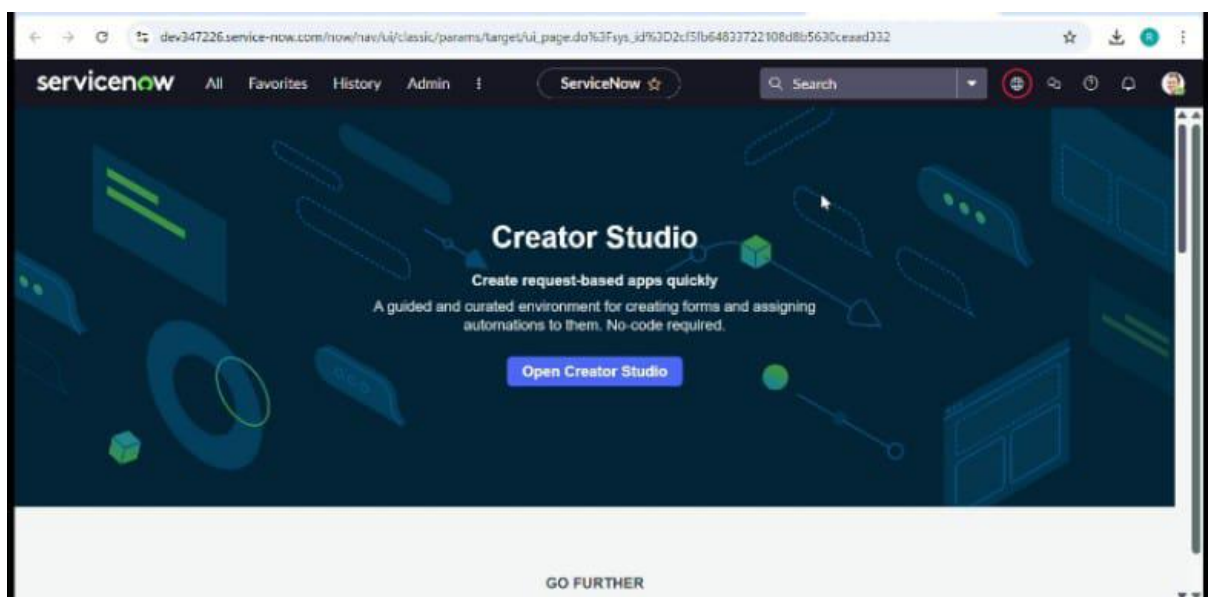 dev347226.service-now.com/now/nav/ui/classic/params/target/ui_page.do%3Fsys_id%3D2cf5fb64833722108d8b5630ceaad332
servicenow All Favorites History Admin ServiceNow Search
Creator Studio
Create request-based apps quickly
A guided and curated environment for creating forms and assigning
automations to them. No-code required.
Open Creator Studio
GO FURTHER